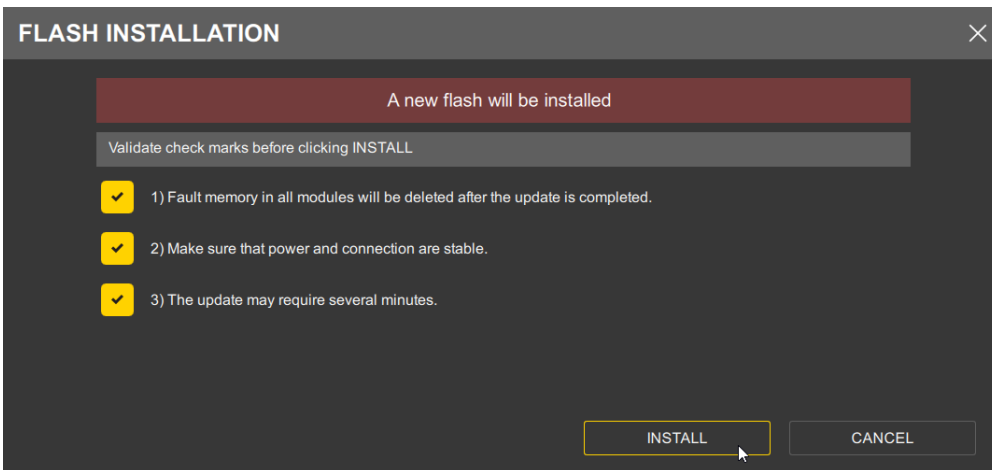 FLASH INSTALLATION
A new flash will be installed
Validate check marks before clicking INSTALL
1) Fault memory in all modules will be deleted after the update is completed.
2) Make sure that power and connection are stable.
3) The update may require several minutes.
INSTALL
CANCEL